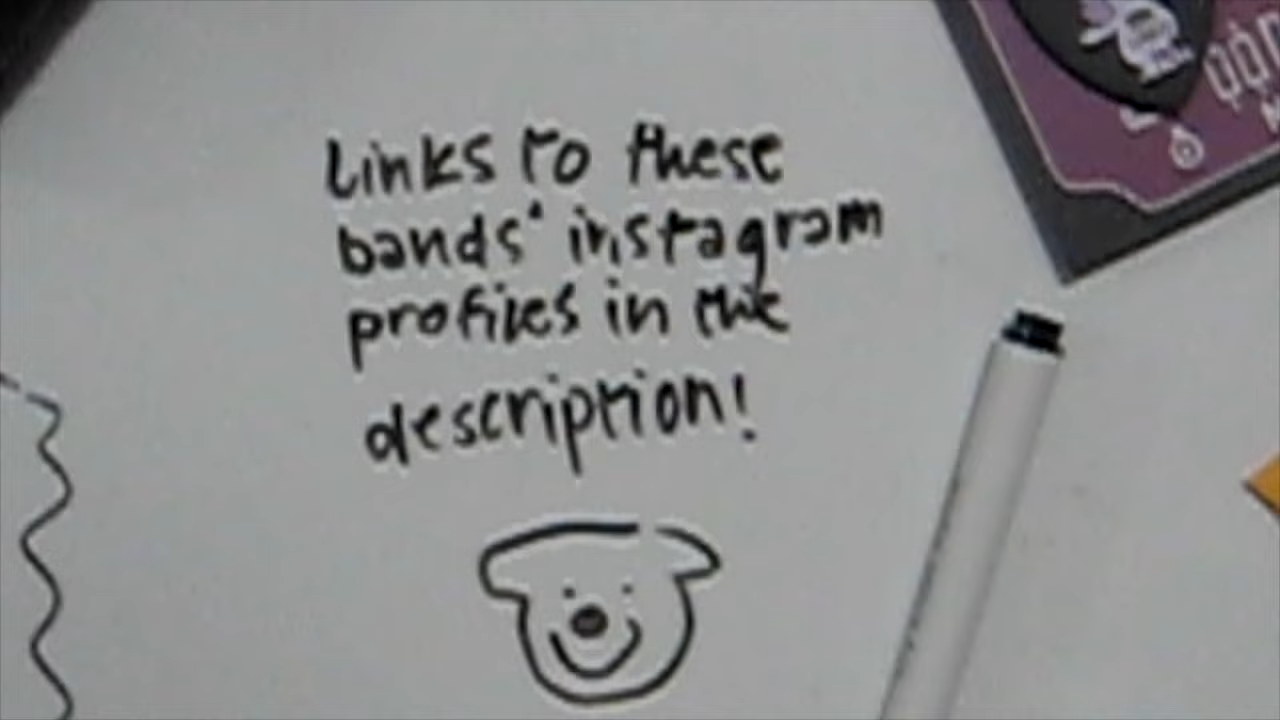 Links to these
bands' instagram
profiles in the
description!